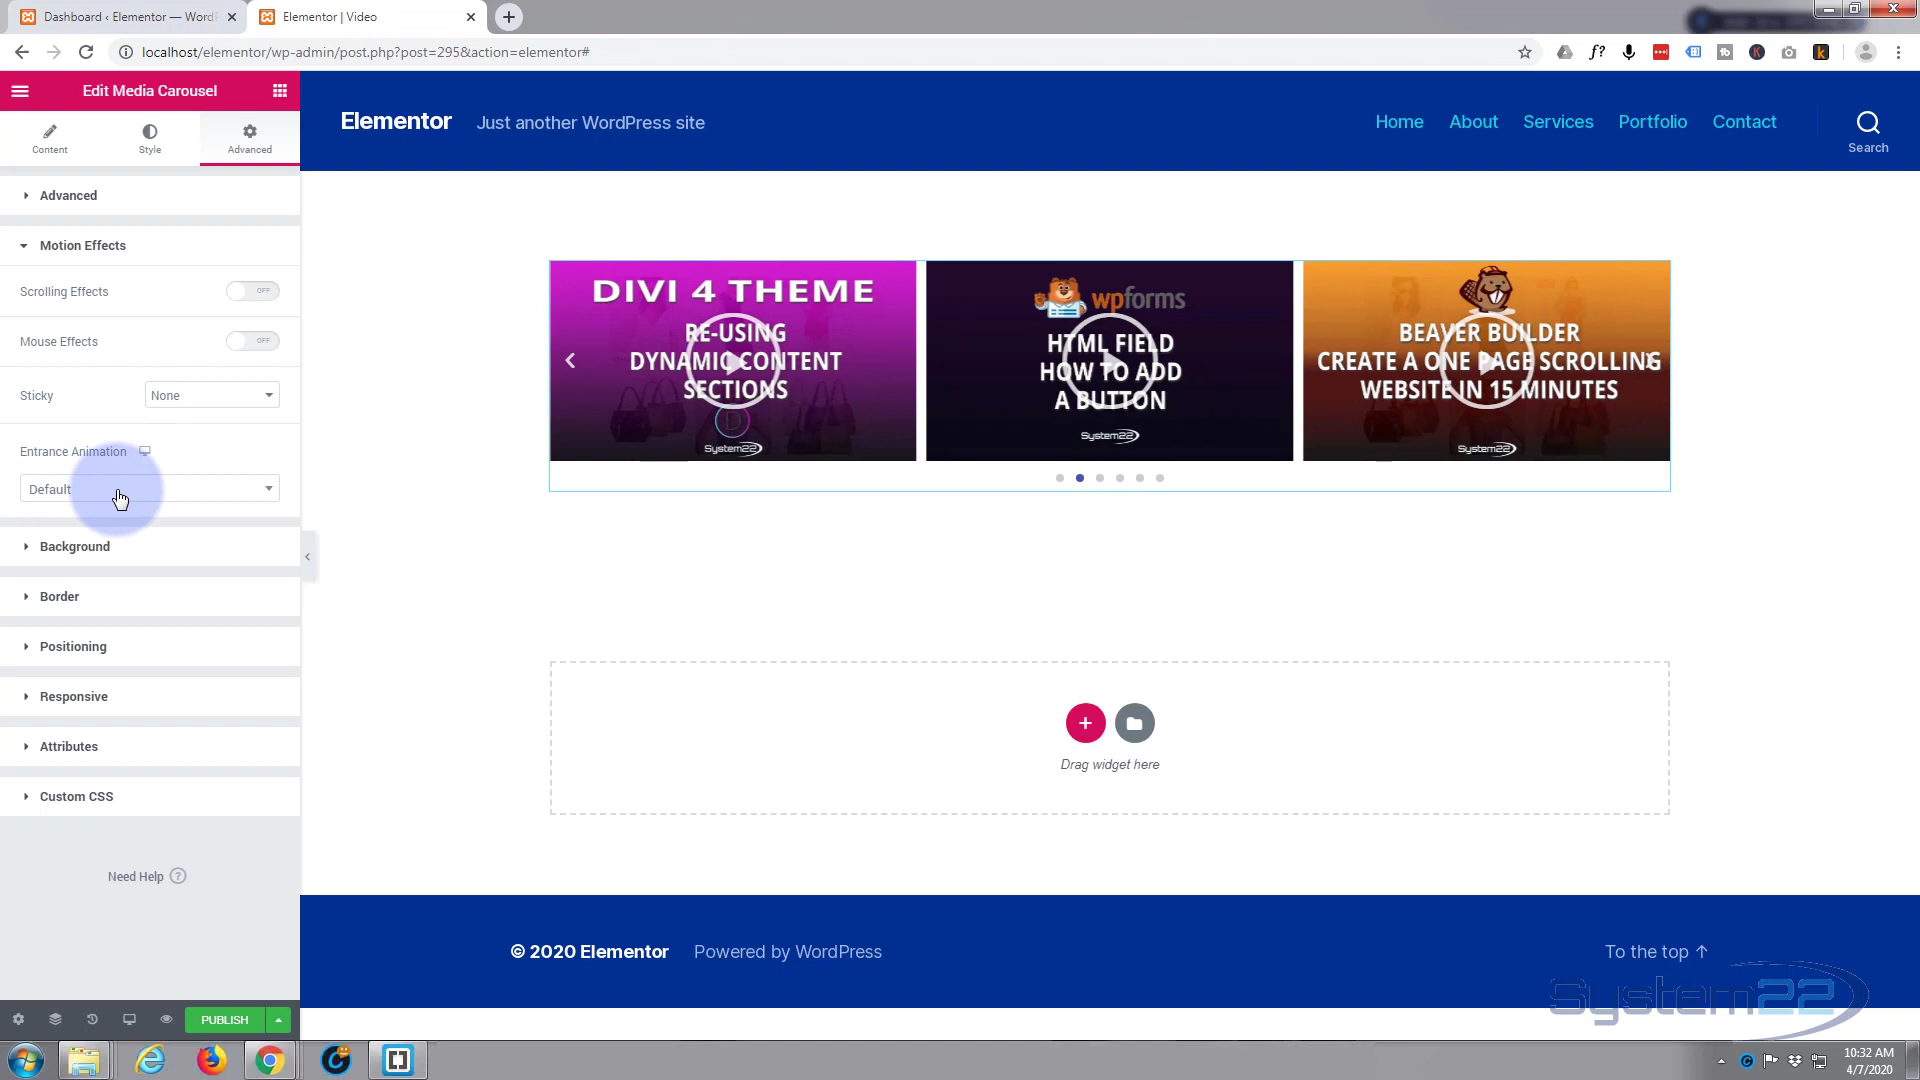 Dashboard ‹ Elementor — WordP
Elementor | Video
localhost/elementor/wp-admin/post.php?post=295&action=elementor#
Edit Media Carousel
Content
Style
Advanced
Advanced
Motion Effects
Scrolling Effects
OFF
Mouse Effects
OFF
Sticky
None
Entrance Animation
Default
Background
Border
Positioning
Responsive
Attributes
Custom CSS
Need Help
?
PUBLISH
Elementor
Just another WordPress site
Home
About
Services
Portfolio
Contact
Search
DIVI 4 THEME
RE-USING
DYNAMIC CONTENT
SECTIONS
D
System22
wpforms
HTML FIELD
HOW TO ADD
A BUTTON
System22
BEAVER BUILDER
CREATE A ONE PAGE SCROLLING
WEBSITE IN 15 MINUTES
System22
Drag widget here
© 2020 Elementor
Powered by WordPress
To the top ↑
System22
10:32 AM
4/7/2020